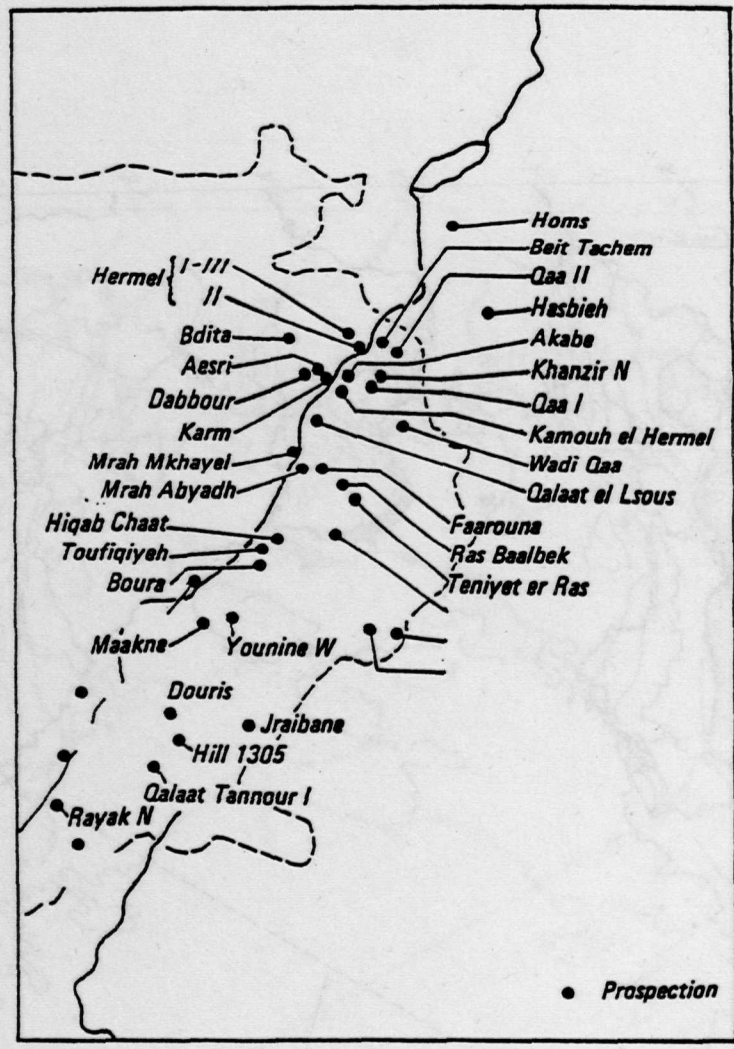 Homs
Beit Tachem
Qaa II
Hermel { I-III
II
Hasbieh
Bdita
Akabe
Aesri
Khanzir N
Dabbour
Qaa I
Karm
Kamouh el Hermel
Mrah Mkhayel
Wadi Qaa
Mrah Abyadh
Qalaat el Lsous
Hiqab Chaat
Faarouna
Toufiqiyeh
Ras Baalbek
Boura
Teniyet er Ras
Maakne
Younine W
Douris
Jraibane
Hill 1305
Qalaat Tannour I
Rayak N
Prospection